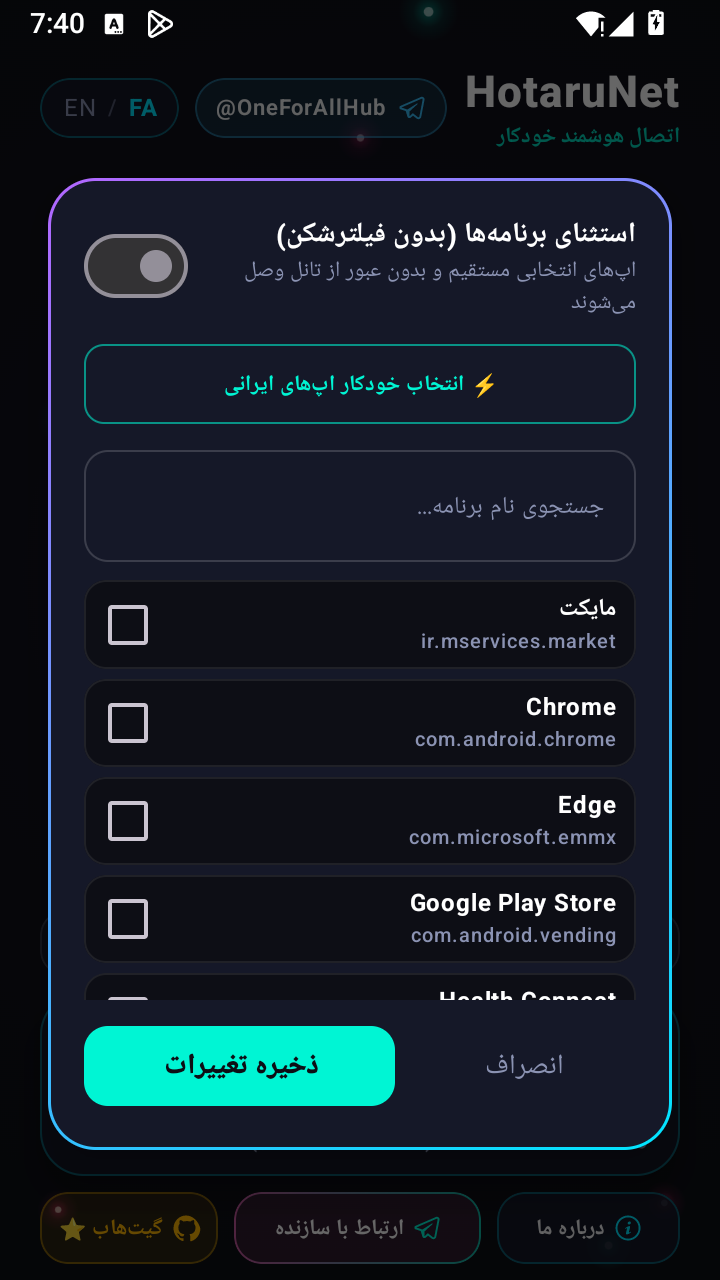 7:40
HotaruNet
@OneForAllHub
EN / FA
اتصال هوشمند خودکار
استثنای برنامه‌ها (بدون فیلترشکن)
اپ‌های انتخابی مستقیم و بدون عبور از تانل وصل
می‌شوند
⚡ انتخاب خودکار اپ‌های ایرانی
جستجوی نام برنامه...
مایکت
ir.mservices.market
Chrome
com.android.chrome
Edge
com.microsoft.emmx
Google Play Store
com.android.vending
Health Connect
انصراف
ذخیره تغییرات
درباره ما
ارتباط با سازنده
گیت‌هاب ⭐